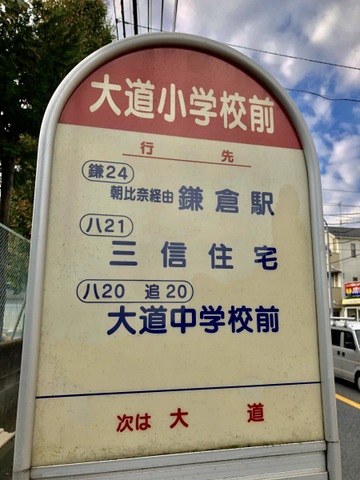 大道小学校前
行先
鎌24
朝比奈経由 鎌倉駅
八21
三信住宅
八20 追20
大道中学校前
次は 大道